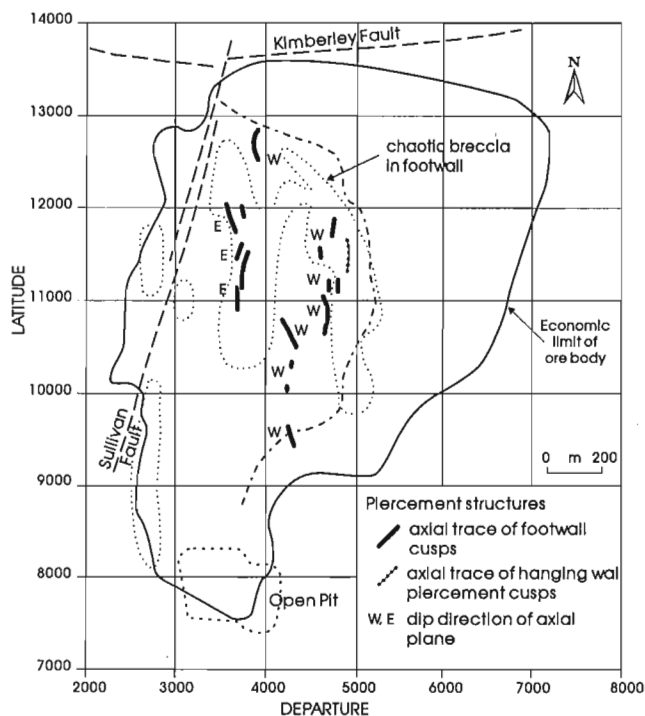 14000
13000
12000
11000
10000
9000
8000
7000
LATITUDE
2000 3000 4000 5000 6000 7000 8000
DEPARTURE
Kimberley Fault
N
chaotic breccia
in footwall
W
E
W
E
W
E
W
W
W
W
Economic
limit of
ore body
Sullivan
Fault
0 m 200
Piercement structures
axial trace of footwall
cusps
axial trace of hanging wal
piercement cusps
W, E dip direction of axial
plane
Open Pit